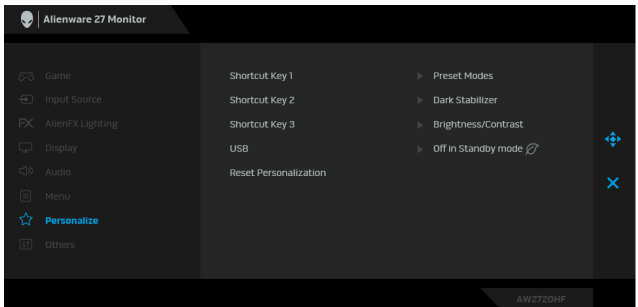 Alienware 27 Monitor
Game
Input Source
FX AlienFX Lighting
Display
Audio
Menu
Personalize
Others
Shortcut Key 1 Preset Modes
Shortcut Key 2 Dark Stabilizer
Shortcut Key 3 Brightness/Contrast
USB Off in Standby mode
Reset Personalization
AW2720HF